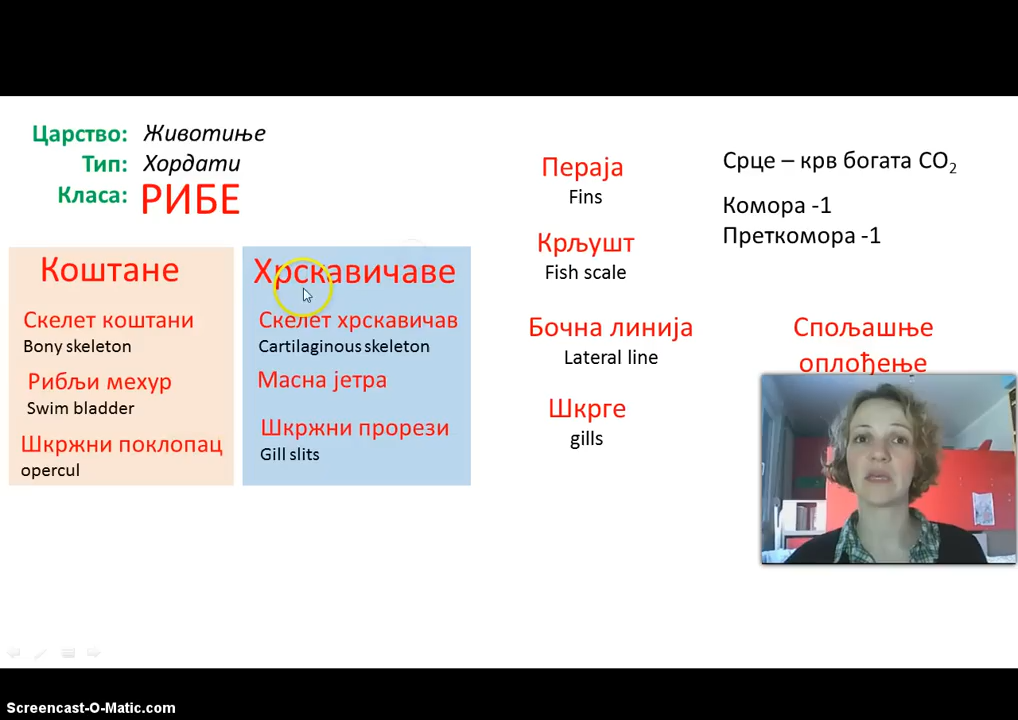 Царство: Животиње
Тип: Хордати
Класа: РИБЕ
Коштане
Скелет коштани
Bony skeleton
Рибљи мехур
Swim bladder
Шкржни поклопац
opercul
Хрскавичаве
Скелет хрскавичав
Cartilaginous skeleton
Масна јетра
Шкржни прорези
Gill slits
Пераја
Fins
Крљушт
Fish scale
Бочна линија
Lateral line
Шкрге
gills
Срце – крв богата CO₂
Комора -1
Преткомора -1
Спољашње
оплођење
Screencast-O-Matic.com